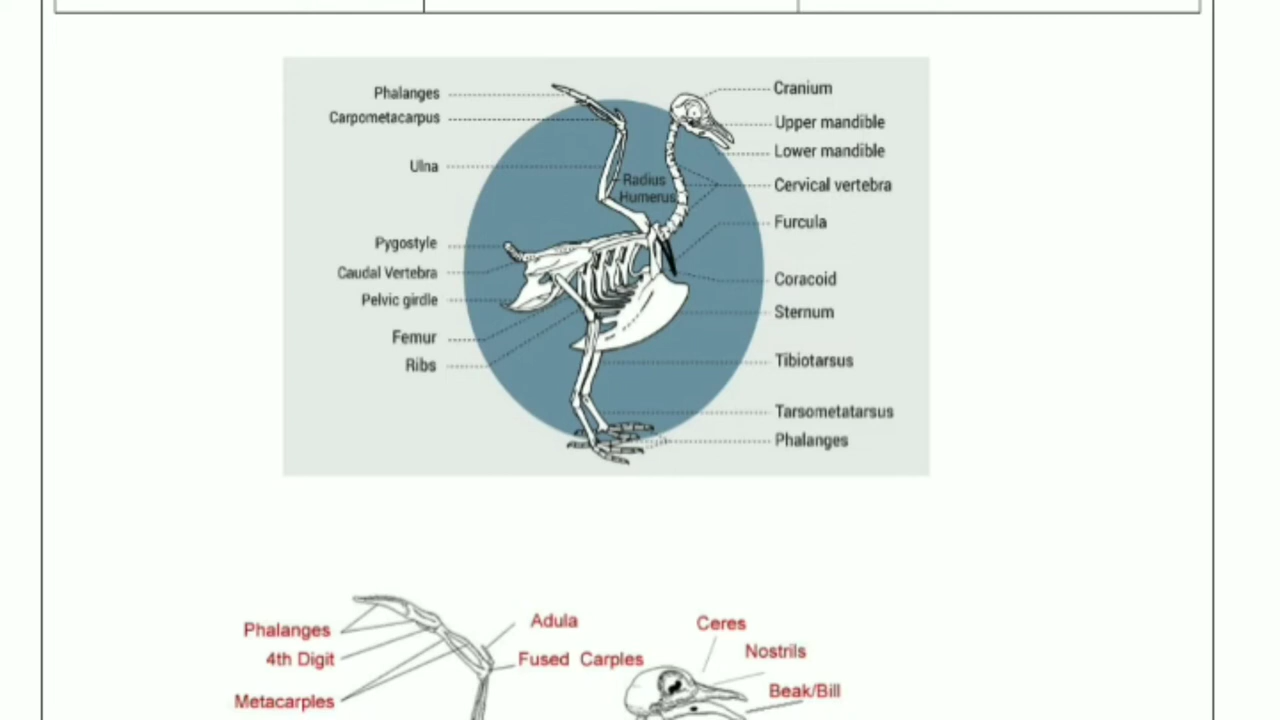 Phalanges
Carpometacarpus
Ulna
Pygostyle
Caudal Vertebra
Pelvic girdle
Femur
Ribs
Radius
Humerus
Cranium
Upper mandible
Lower mandible
Cervical vertebra
Furcula
Coracoid
Sternum
Tibiotarsus
Tarsometatarsus
Phalanges
Phalanges
4th Digit
Metacarples
Adula
Fused Carples
Ceres
Nostrils
Beak/Bill